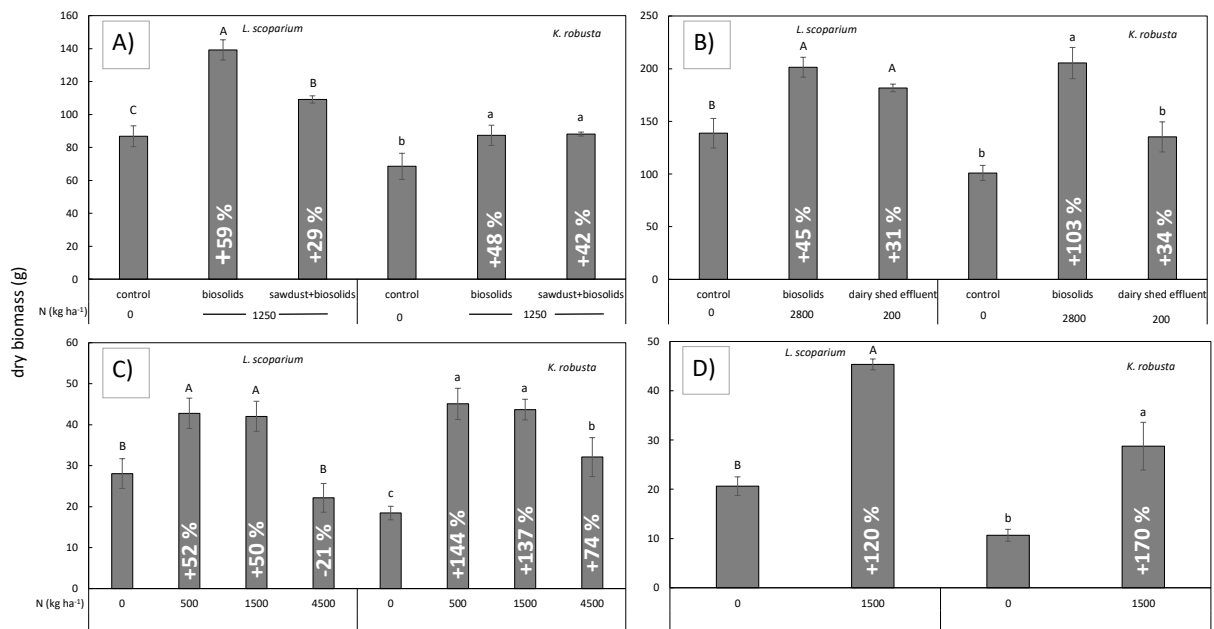 dry biomass (g)
A)
L. scoparium
K. robusta
160
140
120
100
80
60
40
20
0
C
A
B
b
a
a
+59 %
+29 %
+48 %
+42 %
control
biosolids
sawdust+biosolids
control
biosolids
sawdust+biosolids
N (kg ha-1)
0
1250
0
1250
B)
L. scoparium
K. robusta
250
200
150
100
50
0
B
A
A
b
a
b
+45 %
+31 %
+103 %
+34 %
control
biosolids
dairy shed effluent
control
biosolids
dairy shed effluent
0
2800
200
0
2800
200
C)
L. scoparium
K. robusta
60
50
40
30
20
10
0
B
A
A
B
c
a
a
b
+52 %
+50 %
-21 %
+144 %
+137 %
+74 %
N (kg ha-1)
0
500
1500
4500
0
500
1500
4500
D)
L. scoparium
K. robusta
50
40
30
20
10
0
B
A
b
a
+120 %
+170 %
0
1500
0
1500